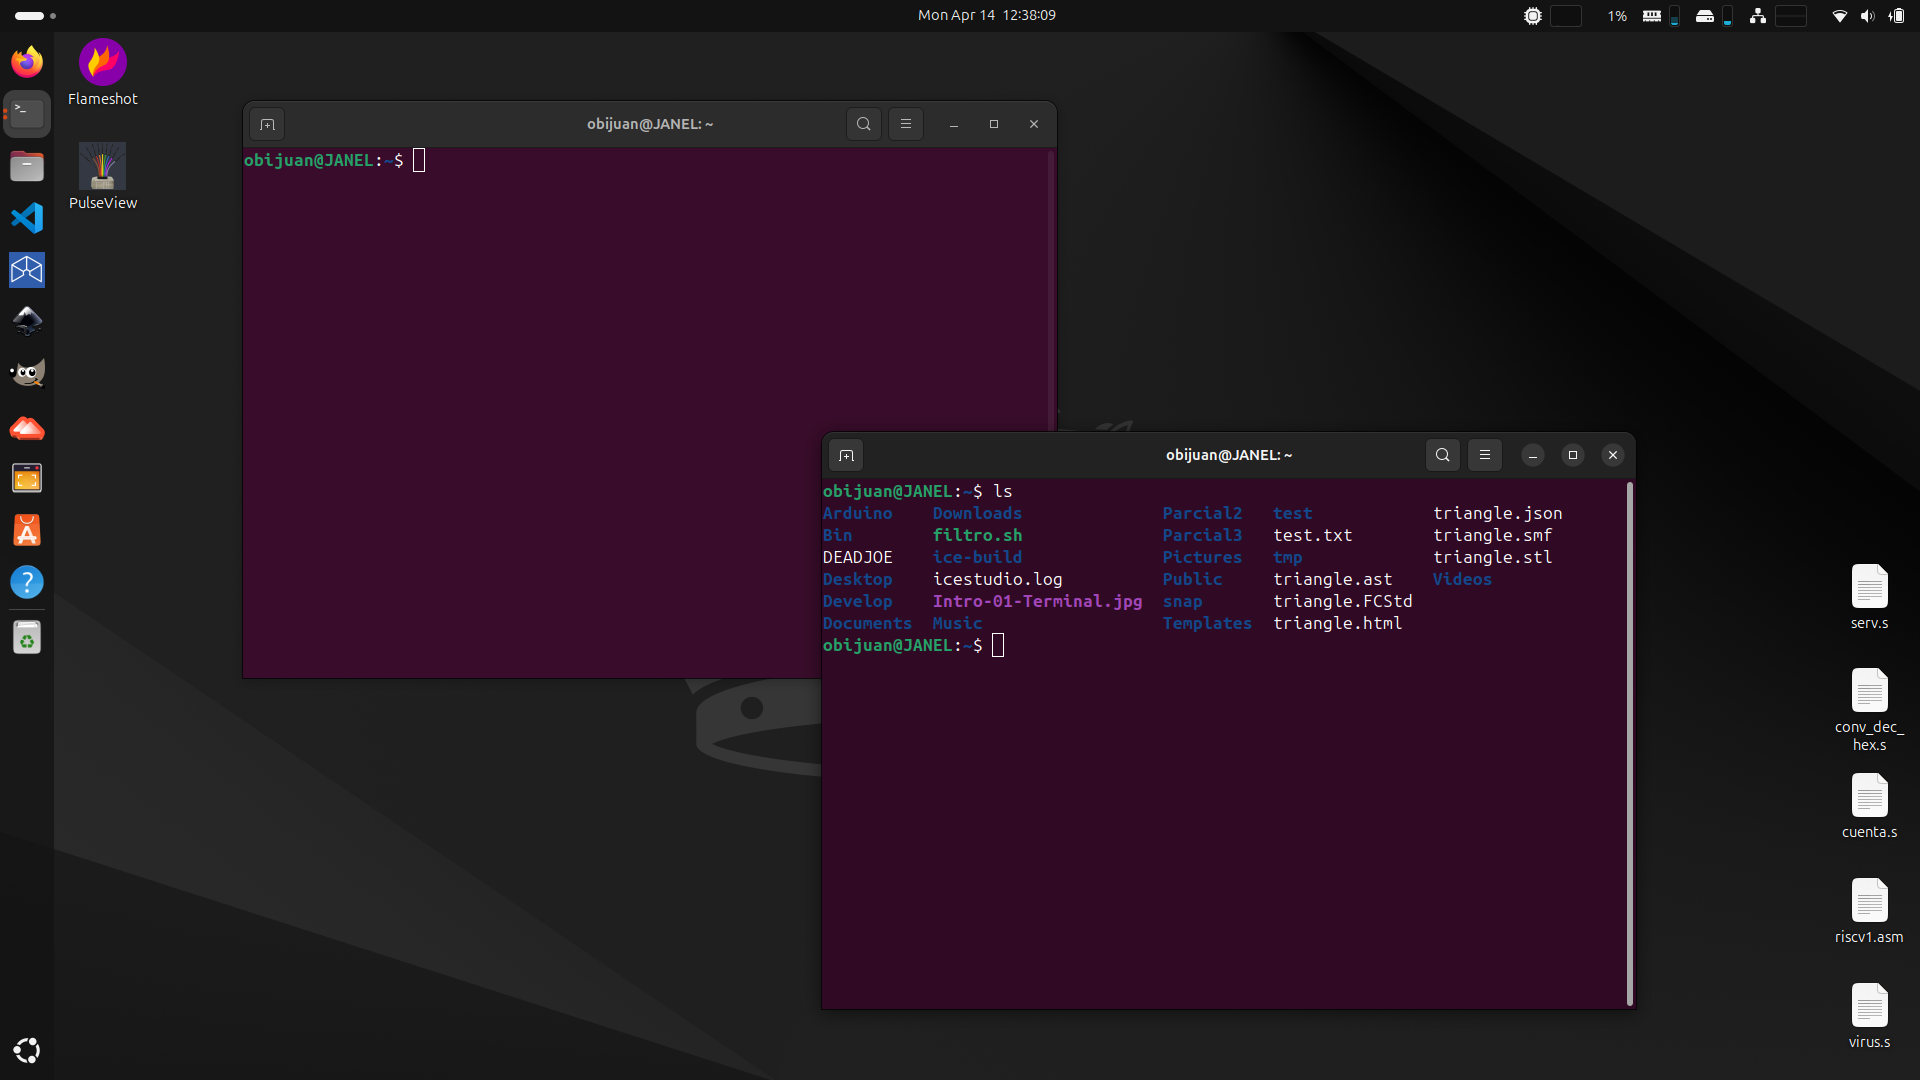 Mon Apr 14 12:38:09
1%
Flameshot
PulseView
obijuan@JANEL: ~
obijuan@JANEL:~$
obijuan@JANEL: ~
obijuan@JANEL:~$ ls
Arduino Downloads Parcial2 test triangle.json
Bin filtro.sh Parcial3 test.txt triangle.smf
DEADJOE ice-build Pictures tmp triangle.stl
Desktop icestudio.log Public triangle.ast Videos
Develop Intro-01-Terminal.jpg snap triangle.FCStd
Documents Music Templates triangle.html
obijuan@JANEL:~$
serv.s
conv_dec_
hex.s
cuenta.s
riscv1.asm
virus.s